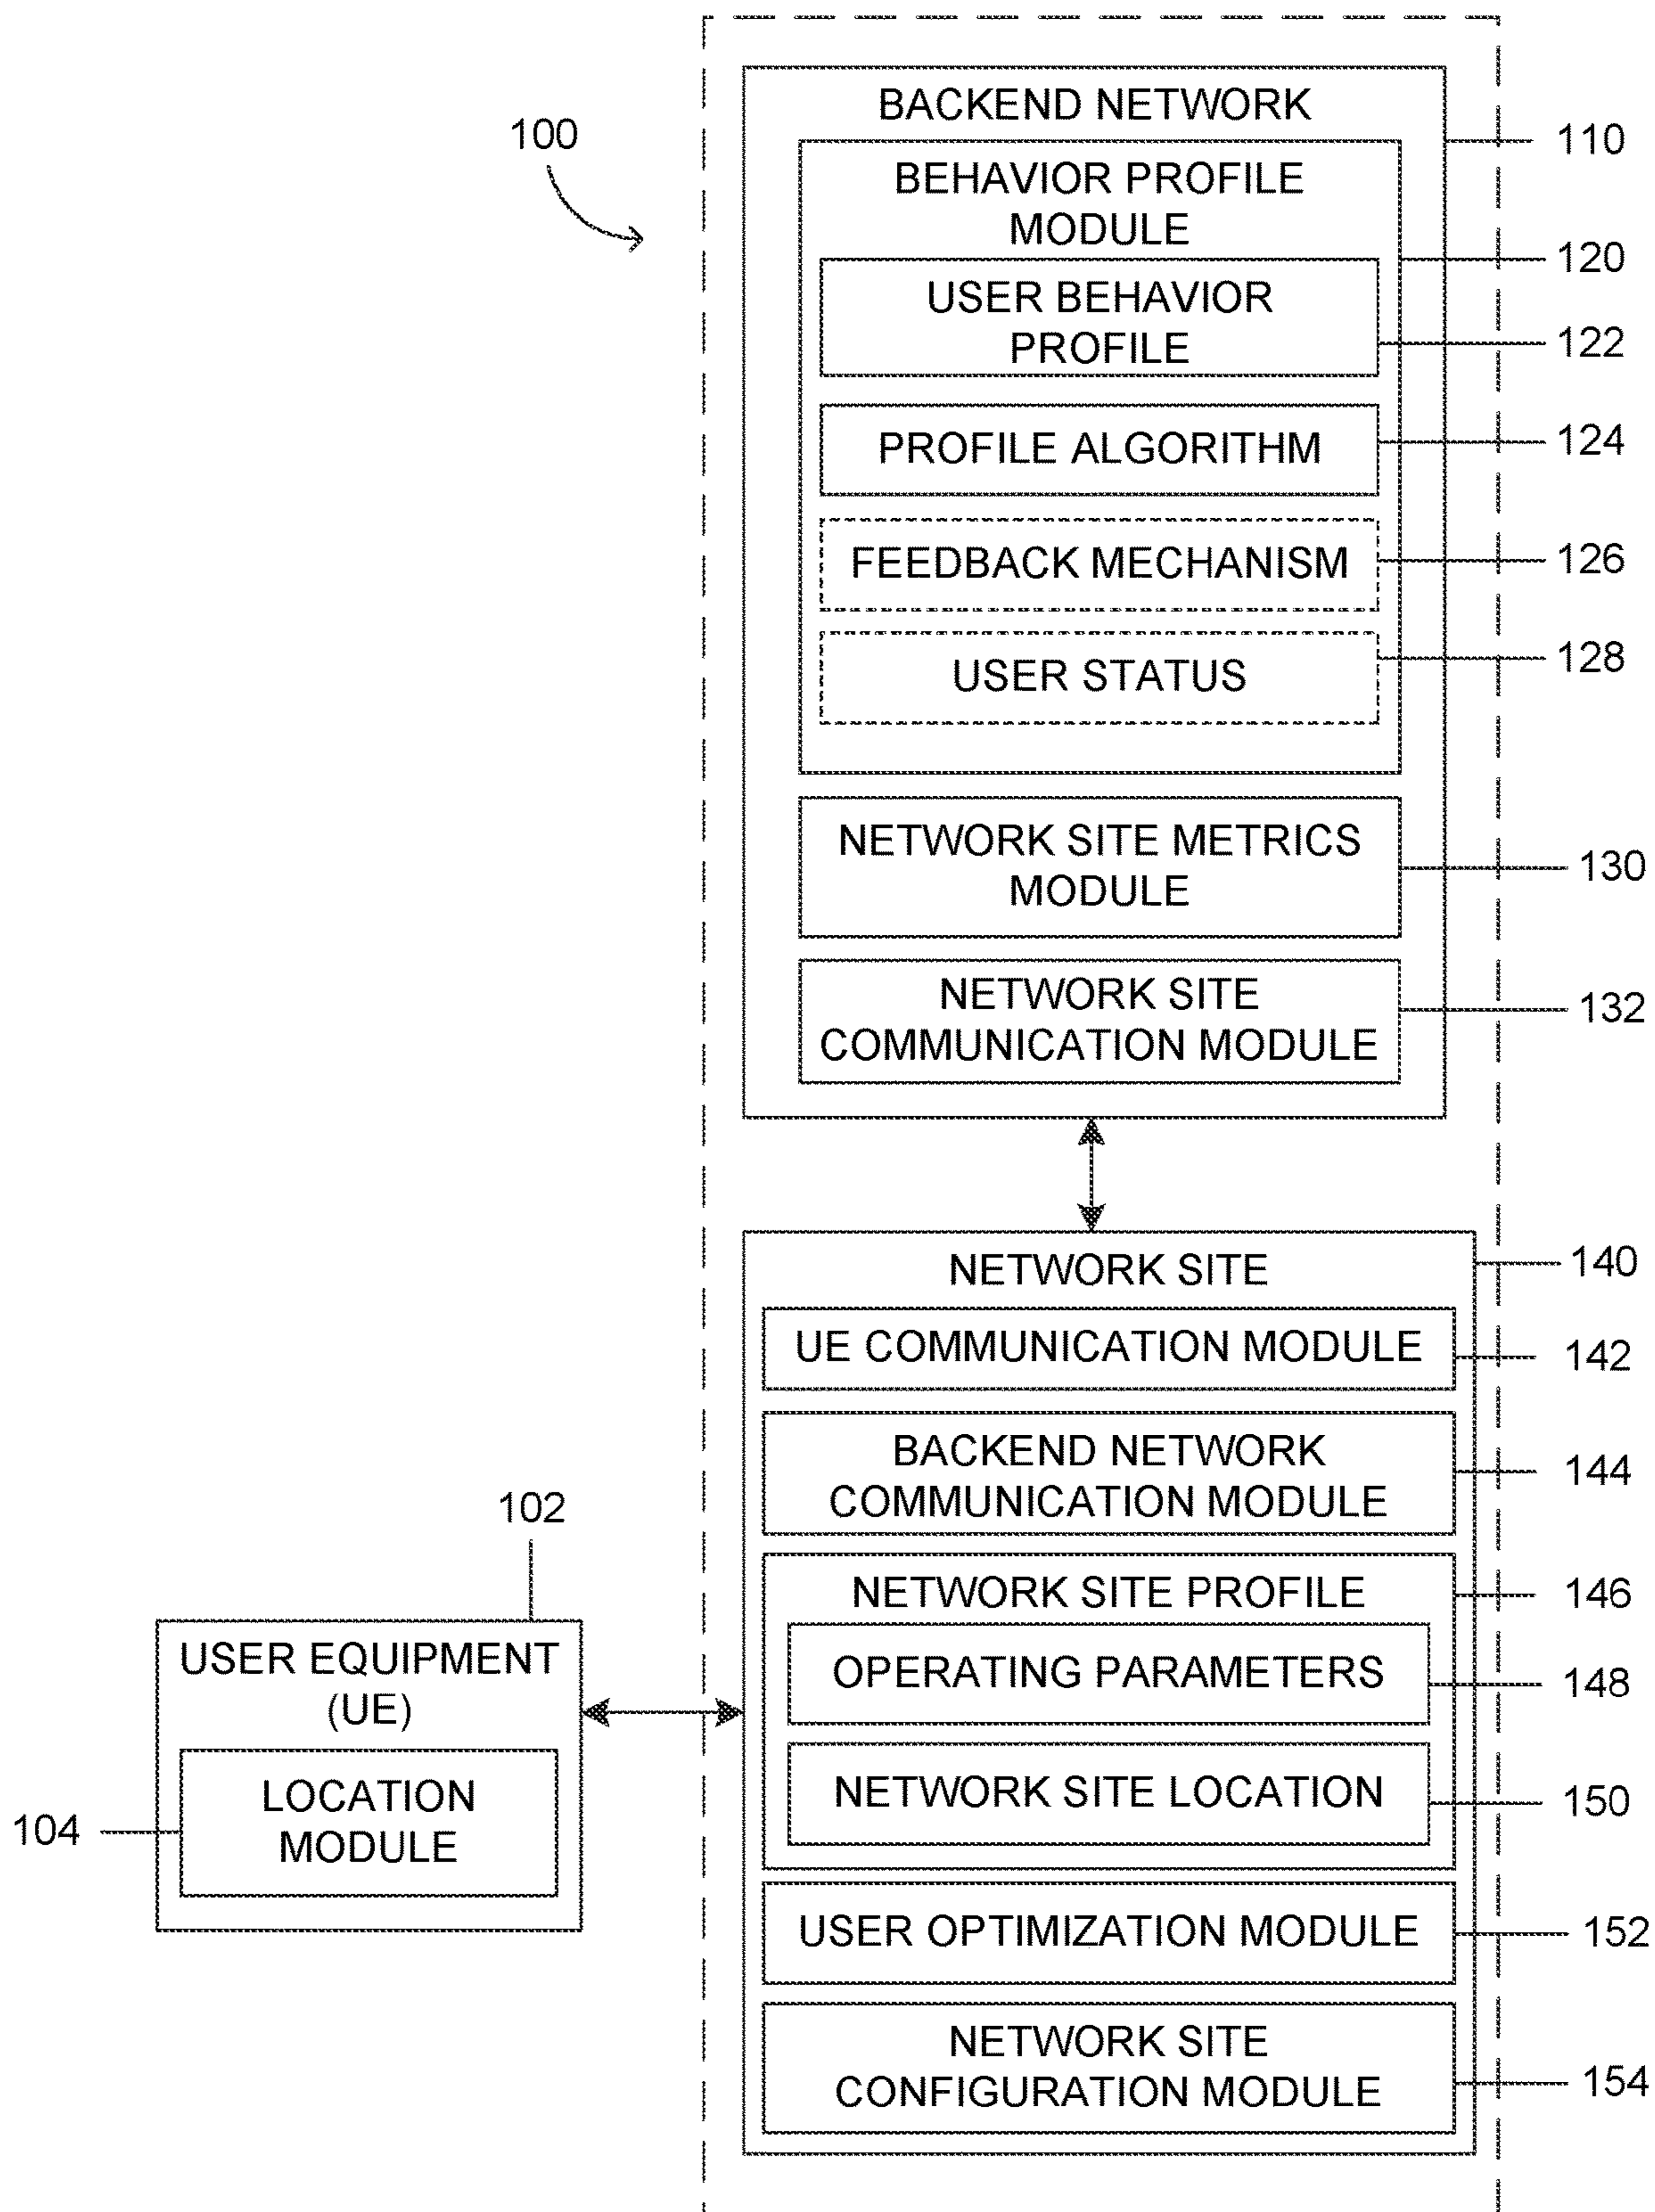 100
BACKEND NETWORK
110
BEHAVIOR PROFILE
MODULE
120
USER BEHAVIOR
PROFILE
122
PROFILE ALGORITHM
124
FEEDBACK MECHANISM
126
USER STATUS
128
NETWORK SITE METRICS
MODULE
130
NETWORK SITE
COMMUNICATION MODULE
132
NETWORK SITE
140
UE COMMUNICATION MODULE
142
BACKEND NETWORK
COMMUNICATION MODULE
144
NETWORK SITE PROFILE
146
OPERATING PARAMETERS
148
NETWORK SITE LOCATION
150
USER OPTIMIZATION MODULE
152
NETWORK SITE
CONFIGURATION MODULE
154
102
USER EQUIPMENT
(UE)
LOCATION
MODULE
104